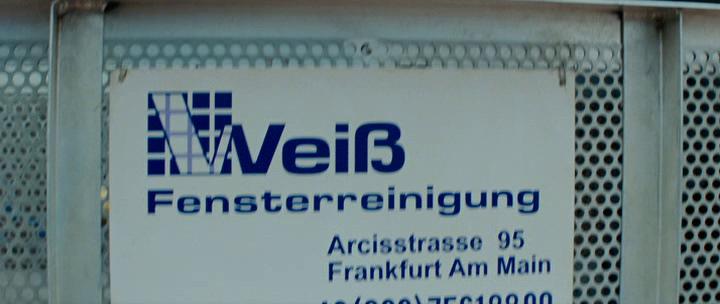 Weiß
Fensterreinigung
Arcisstrasse 95
Frankfurt Am Main